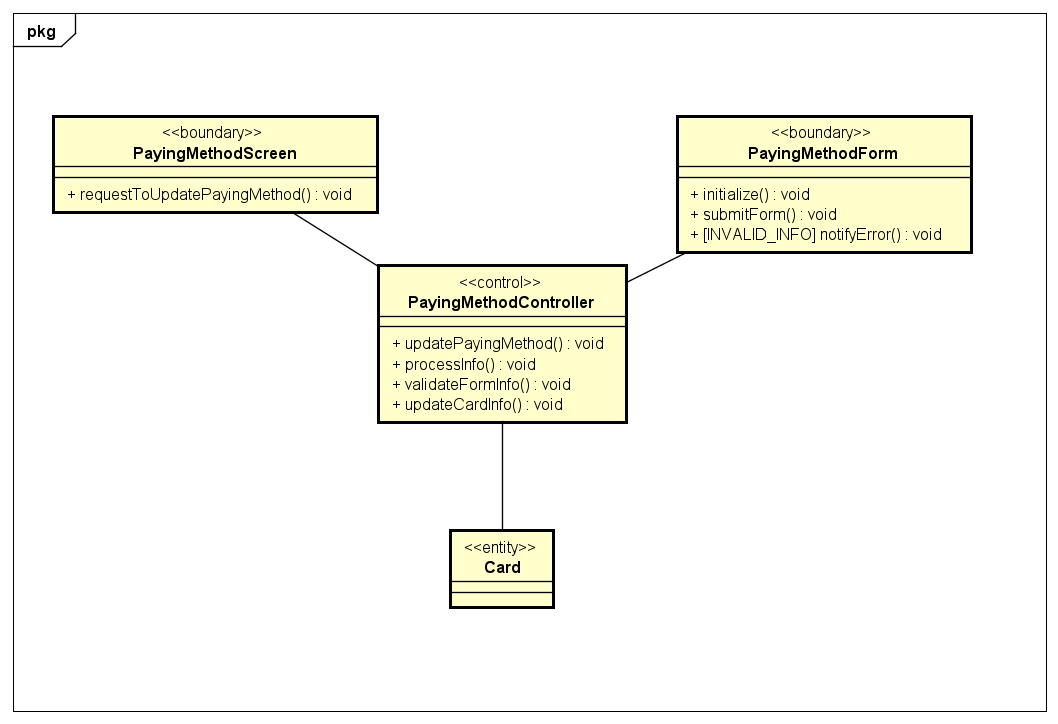 pkg
<<boundary>>
PayingMethodScreen
+ requestToUpdatePayingMethod() : void
<<boundary>>
PayingMethodForm
+ initialize() : void
+ submitForm() : void
+ [INVALID_INFO] notifyError() : void
<<control>>
PayingMethodController
+ updatePayingMethod() : void
+ processInfo() : void
+ validateFormInfo() : void
+ updateCardInfo() : void
<<entity>>
Card